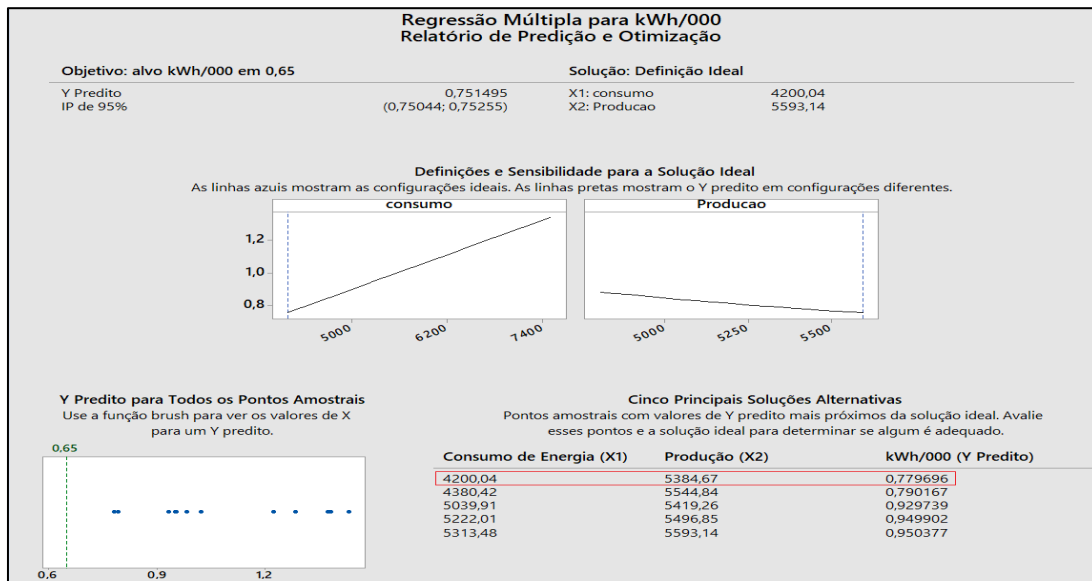 Regressão Múltipla para kWh/000
Relatório de Predição e Otimização
Objetivo: alvo kWh/000 em 0,65
Solução: Definição Ideal
Y Predito 0,751495 X1: consumo 4200,04
IP de 95% (0,75044; 0,75255) X2: Producao 5593,14
Definições e Sensibilidade para a Solução Ideal
As linhas azuis mostram as configurações ideais. As linhas pretas mostram o Y predito em configurações diferentes.
consumo Producao
1,2
1,0
0,8
5000 6200 7400 5000 5250 5500
Y Predito para Todos os Pontos Amostrais
Use a função brush para ver os valores de X
para um Y predito.
0,65
0,6 0,9 1,2
Cinco Principais Soluções Alternativas
Pontos amostrais com valores de Y predito mais próximos da solução ideal. Avalie
esses pontos e a solução ideal para determinar se algum é adequado.
Consumo de Energia (X1) Produção (X2) kWh/000 (Y Predito)
4200,04 5384,67 0,779696
4380,42 5544,84 0,790167
5039,91 5419,26 0,929739
5222,01 5496,85 0,949902
5313,48 5593,14 0,950377